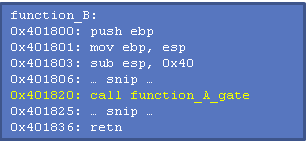 function_B:
0x401800: push ebp
0x401801: mov ebp, esp
0x401803: sub esp, 0x40
0x401806: … snip …
0x401820: call function_A_gate
0x401825: … snip …
0x401836: retn